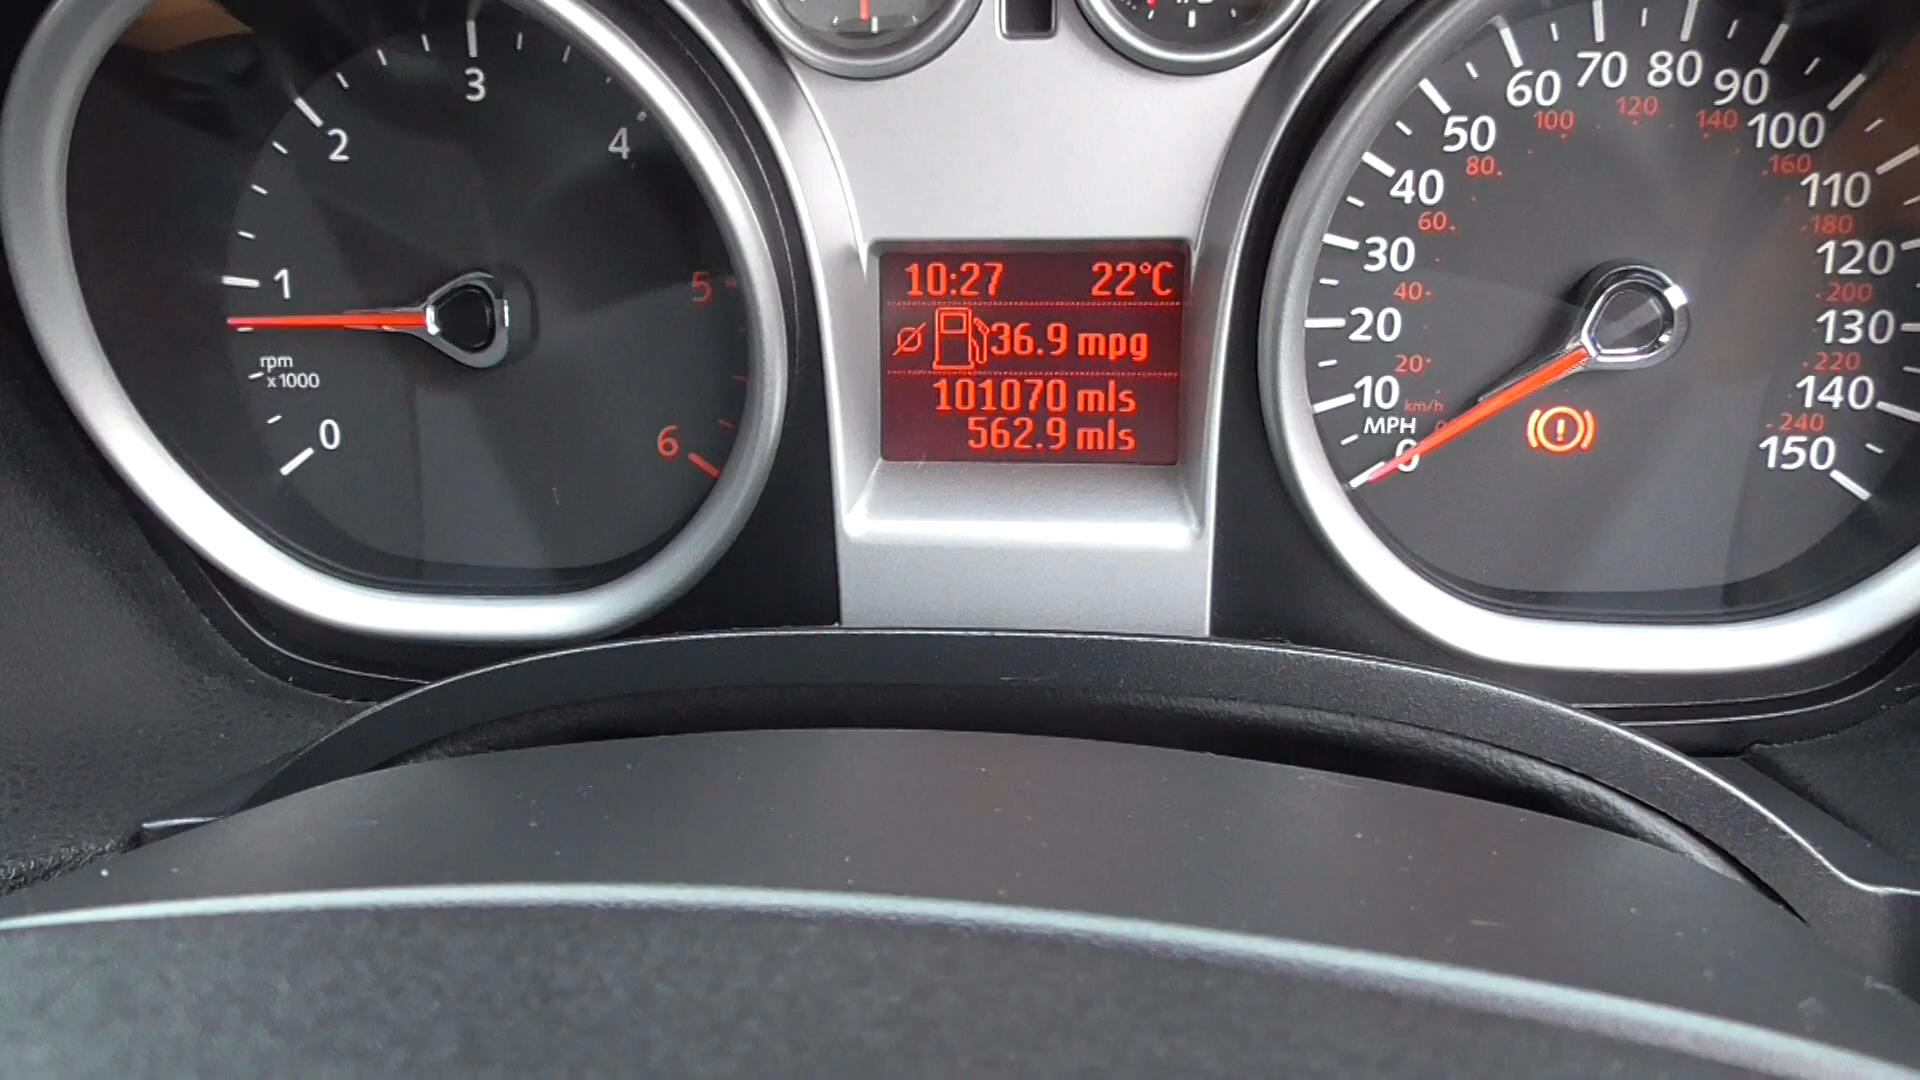 3
2
4
1
5
rpm
x1000
0
6
10:27 22°C
36.9 mpg
101070 mls
562.9 mls
60 70 80 90
100 120 140
50 100
80 160
40 110
60 180
30 120
40 200
20 130
20 220
10 140
km/h
MPH 0 240
0 150